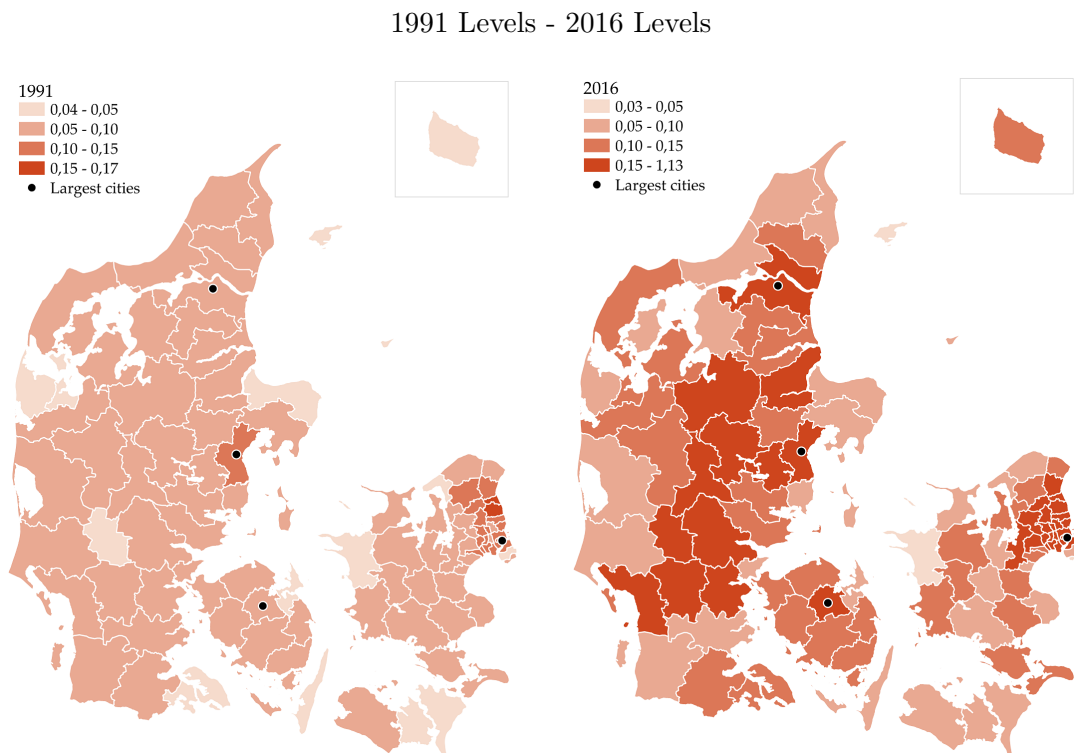 1991 Levels - 2016 Levels
1991
0,04 - 0,05
0,05 - 0,10
0,10 - 0,15
0,15 - 0,17
Largest cities
2016
0,03 - 0,05
0,05 - 0,10
0,10 - 0,15
0,15 - 1,13
Largest cities